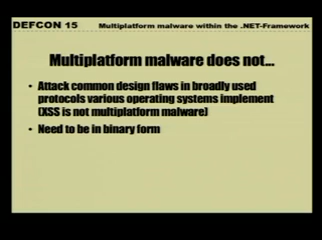 DEFCON 15 Multiplatform malware within the .NET-Framework
Multiplatform malware does not...
• Attack common design flaws in broadly used
protocols various operating systems implement
(XSS is not multiplatform malware)
• Need to be in binary form